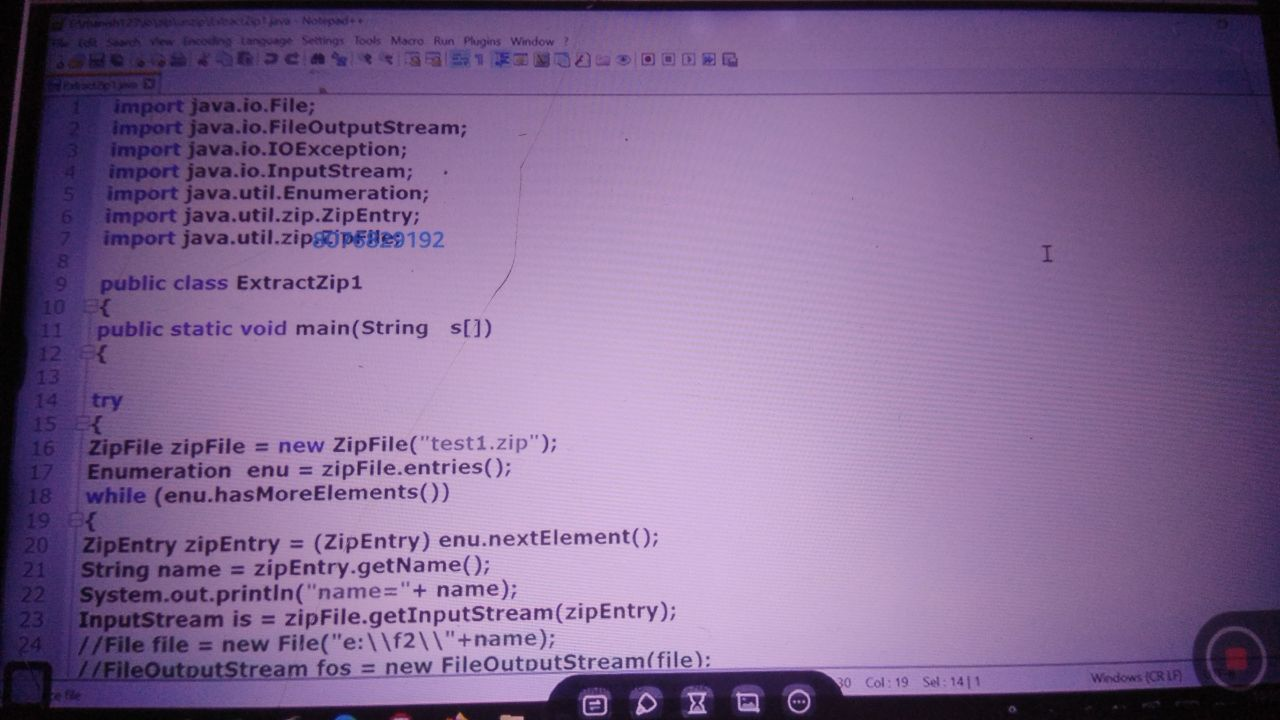 ExtractZip1.java - Notepad++
File Edit Search View Encoding Language Settings Tools Macro Run Plugins Window ?
ExtractZip1.java
1 import java.io.File;
2 import java.io.FileOutputStream;
3 import java.io.IOException;
4 import java.io.InputStream;
5 import java.util.Enumeration;
6 import java.util.zip.ZipEntry;
7 import java.util.zip.ZipFile;
8076829192
8
9 public class ExtractZip1
10 {
11 public static void main(String s[])
12 {
13
14 try
15 {
16 ZipFile zipFile = new ZipFile("test1.zip");
17 Enumeration enu = zipFile.entries();
18 while (enu.hasMoreElements())
19 {
20 ZipEntry zipEntry = (ZipEntry) enu.nextElement();
21 String name = zipEntry.getName();
22 System.out.println("name="+ name);
23 InputStream is = zipFile.getInputStream(zipEntry);
24 //File file = new File("e:\\f2\\"+name);
//FileOutputStream fos = new FileOutputStream(file);
file 30 Col : 19 Sel : 14 | 1 Windows (CR LF)